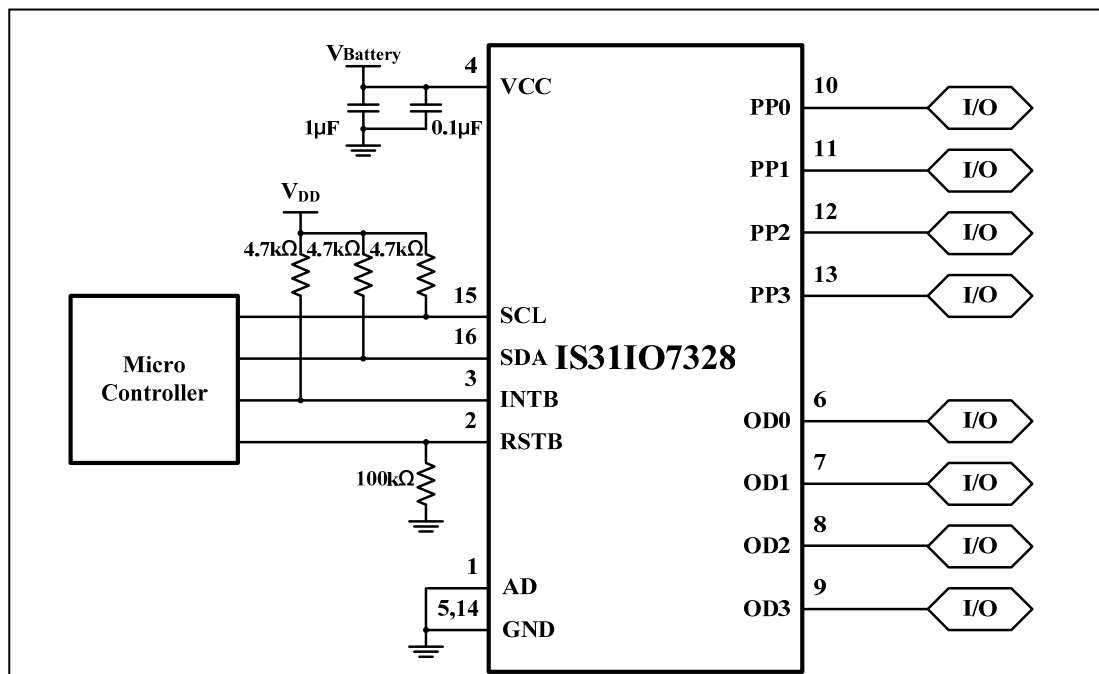 VBattery
4
VCC
1µF
0.1µF
VDD
4.7kΩ
4.7kΩ
4.7kΩ
Micro
Controller
15
SCL
16
SDA
3
INTB
2
RSTB
100kΩ
1
AD
5,14
GND
IS31IO7328
PP0
10
I/O
PP1
11
I/O
PP2
12
I/O
PP3
13
I/O
OD0
6
I/O
OD1
7
I/O
OD2
8
I/O
OD3
9
I/O